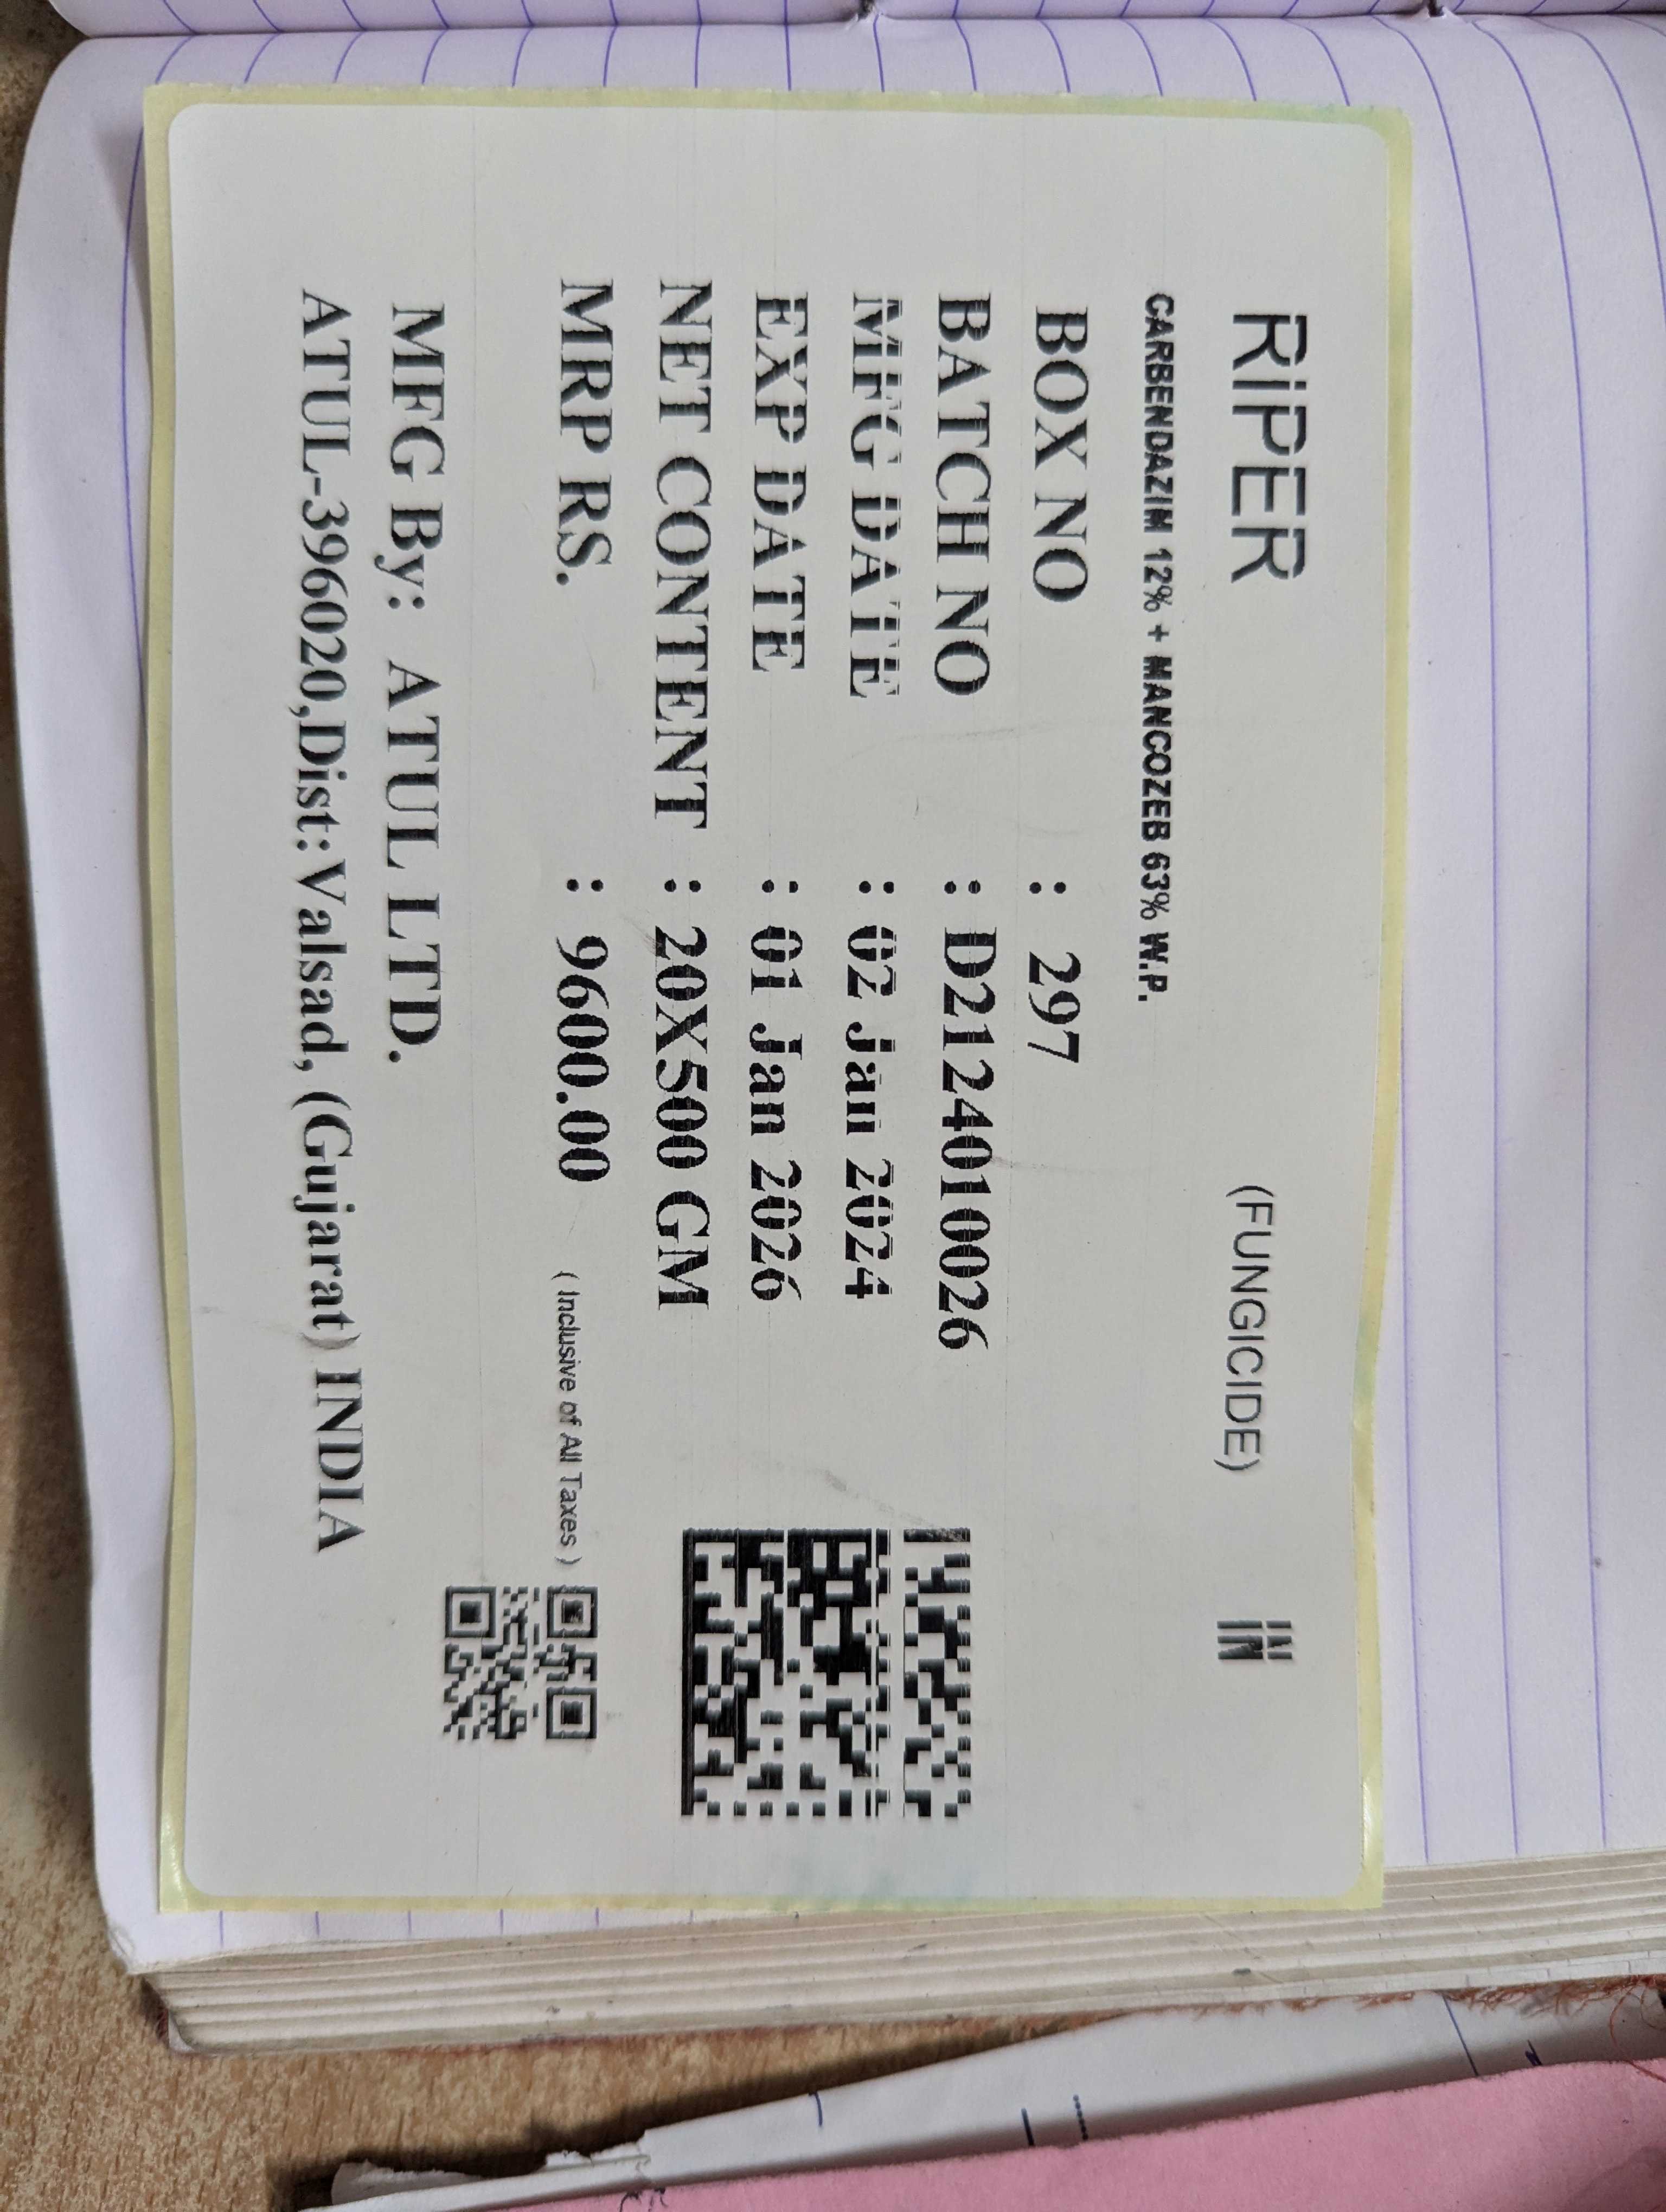 RiPER (FUNGICIDE) IN
CARBENDAZIM 12% + MANCOZEB 63% W.P.
BOX NO : 297
BATCH NO : D2124010026
MFG DATE : 02 Jan 2024
EXP DATE : 01 Jan 2026
NET CONTENT : 20X500 GM
MRP RS. : 9600.00 ( Inclusive of All Taxes )
MFG By: ATUL LTD.
ATUL-396020,Dist:Valsad, (Gujarat) INDIA